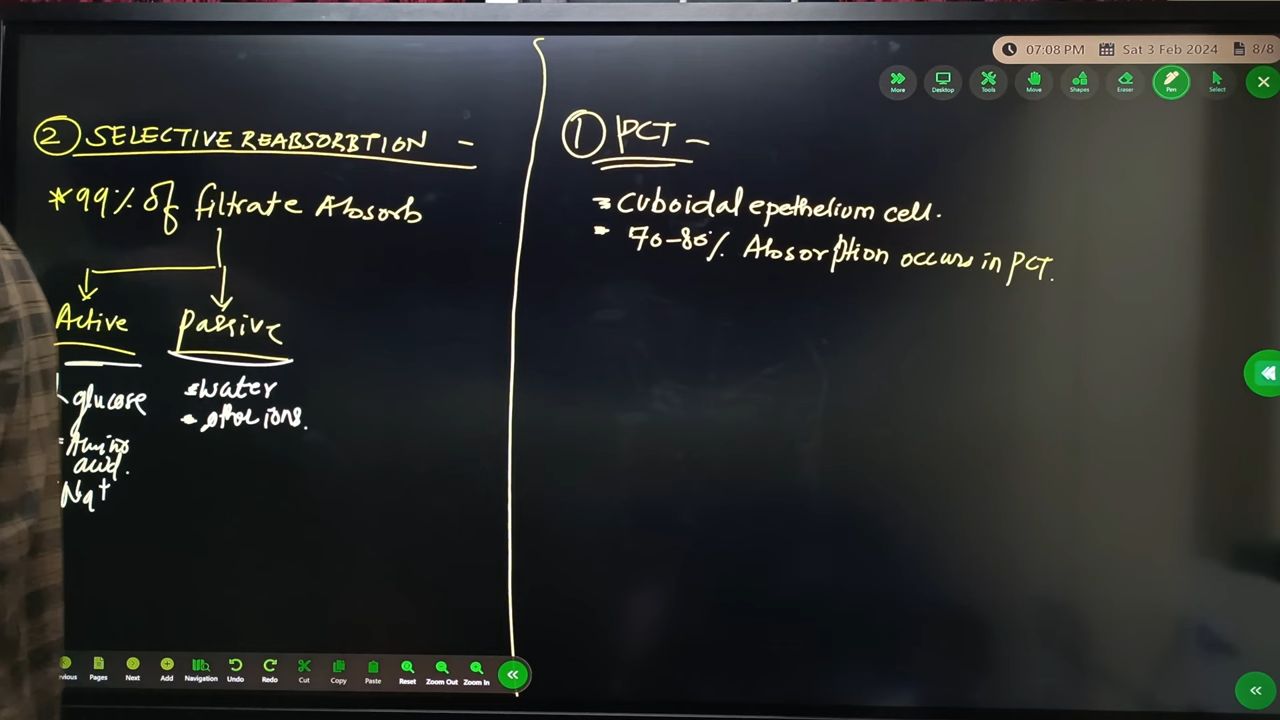 07:08 PM Sat 3 Feb 2024 8/8
More Desktop Tools Move Shapes Eraser Pen Select
② SELECTIVE REABSORBTION -
*99% of filtrate Absorb
Active Passive
glucose
Amino
acid.
Na+
water
other ions.
① PCT -
Cuboidal epethelium cell.
70-80% Absorption occurs in PCT.
vious Pages Next Add Navigation Undo Redo Cut Copy Paste Reset Zoom Out Zoom In